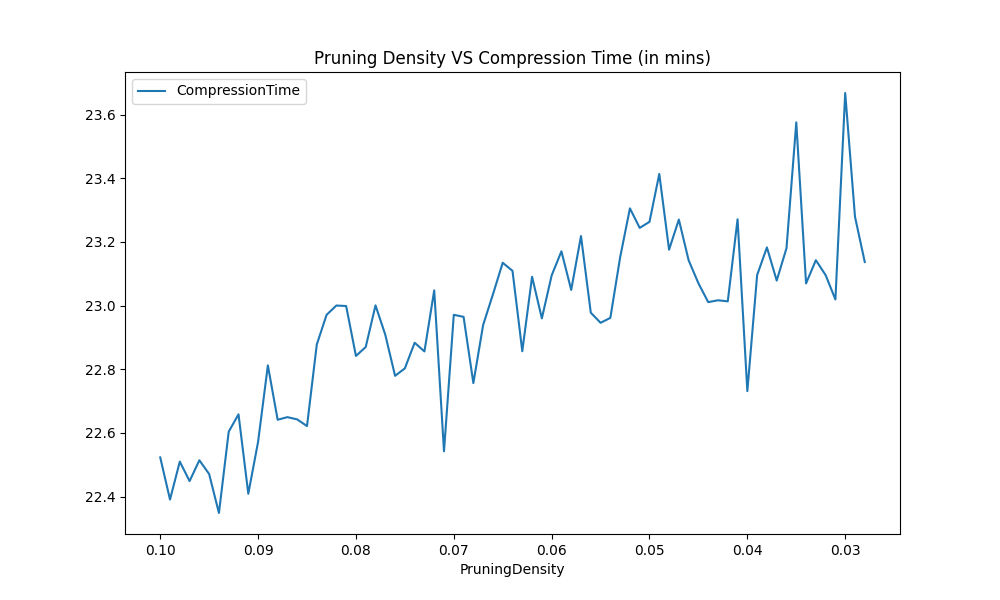 Pruning Density VS Compression Time (in mins)
CompressionTime
23.6
23.4
23.2
23.0
22.8
22.6
22.4
0.10 0.09 0.08 0.07 0.06 0.05 0.04 0.03
PruningDensity